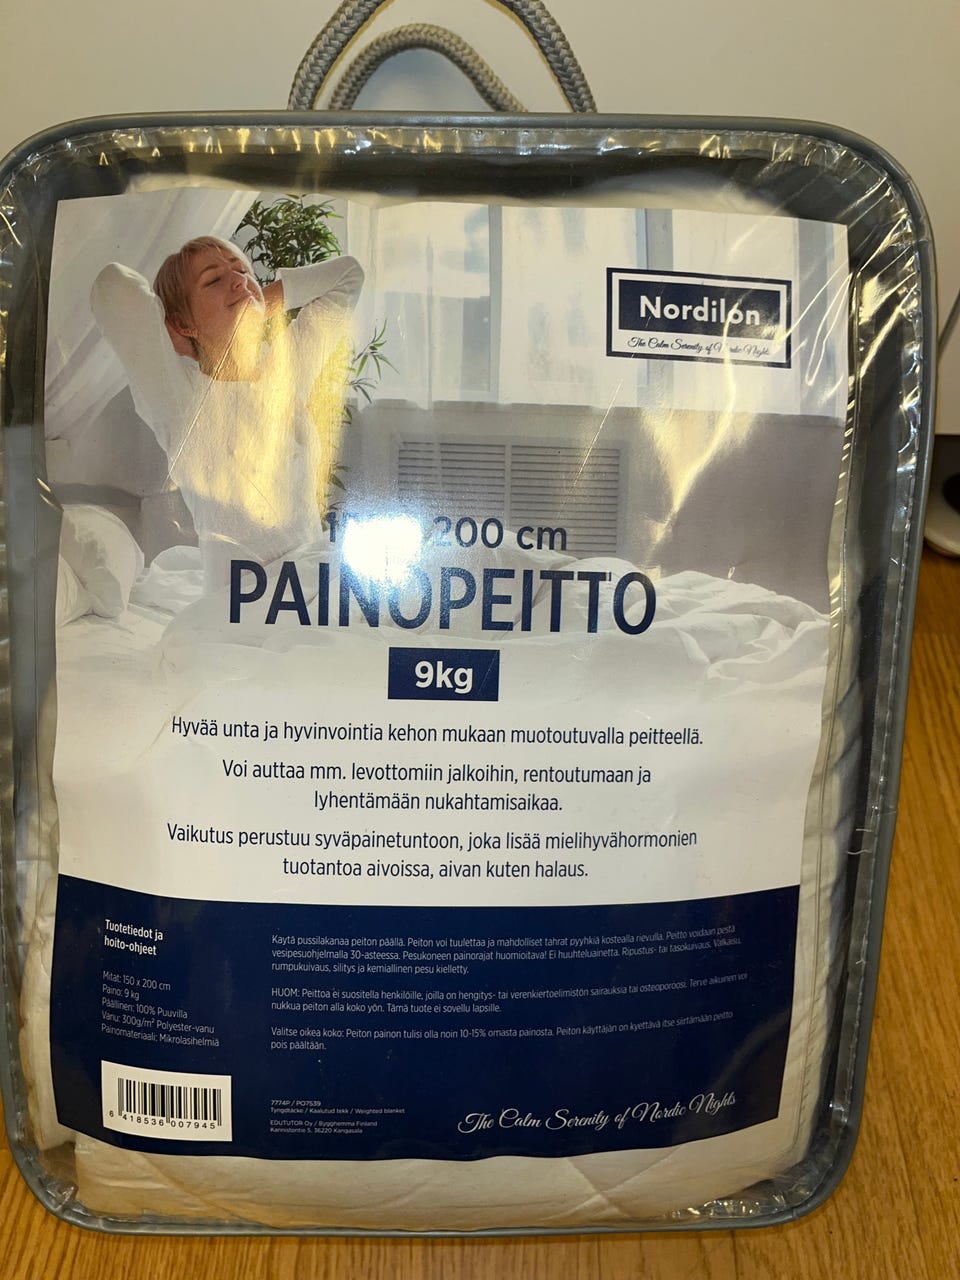 Nordilon
The Calm Serenity of Nordic Nights
200 cm
PAINOPEITTO
9kg
Hyvää unta ja hyvinvointia kehon mukaan muotoutuvalla peitteellä.
Voi auttaa mm. levottomiin jalkoihin, rentoutumaan ja
lyhentämään nukahtamisaikaa.
Vaikutus perustuu syväpainetuntoon, joka lisää mielihyvähormonien
tuotantoa aivoissa, aivan kuten halaus.
Tuotetiedot ja
hoito-ohjeet
Mitat: 150 x 200 cm
Paino: 9 kg
Päällinen: 100% Puuvilla
Vanu: 300g/m² Polyester-vanu
Painomateriaali: Mikrolasihelmiä
Käytä pussilakanaa peiton päällä. Peiton voi tuulettaa ja mahdolliset tahrat pyyhkiä kostealla rievulla. Peitto voidaan pestä
vesipesuohjelmalla 30-asteessa. Pesukoneen painorajat huomioitava! Ei huuhteluainetta. Ripustus- tai tasokuivaus. Valkaisu,
rumpukuivaus, silitys ja kemiallinen pesu kielletty.
HUOM: Peittoa ei suositella henkilöille, joilla on hengitys- tai verenkiertoelimistön sairauksia tai osteoporoosi. Terve aikuinen voi
nukkua peiton alla koko yön. Tämä tuote ei sovellu lapsille.
Valitse oikea koko: Peiton painon tulisi olla noin 10-15% omasta painosta. Peiton käyttäjän on kyettävä itse siirtämään peitto
pois päältään.
6 418536 007945
7774P / PO7539
Tyngdtäcke / Kaalutud tekk / Weighted blanket
EDUTUTOR Oy / Bygghemma Finland
Kannistontie 5, 36220 Kangasala
The Calm Serenity of Nordic Nights